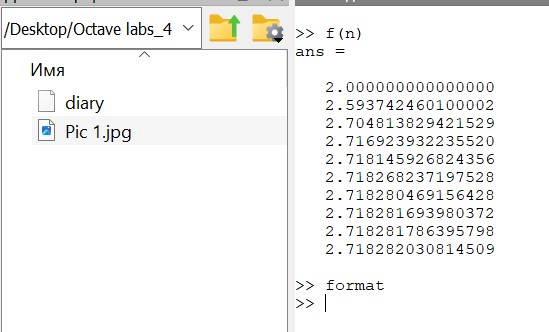 /Desktop/Octave labs_4
Имя
diary
Pic 1.jpg
>> f(n)
ans =
2.000000000000000
2.593742460100002
2.704813829421529
2.716923932235520
2.718145926824356
2.718268237197528
2.718280469156428
2.718281693980372
2.718281786395798
2.718282030814509
>> format
>>